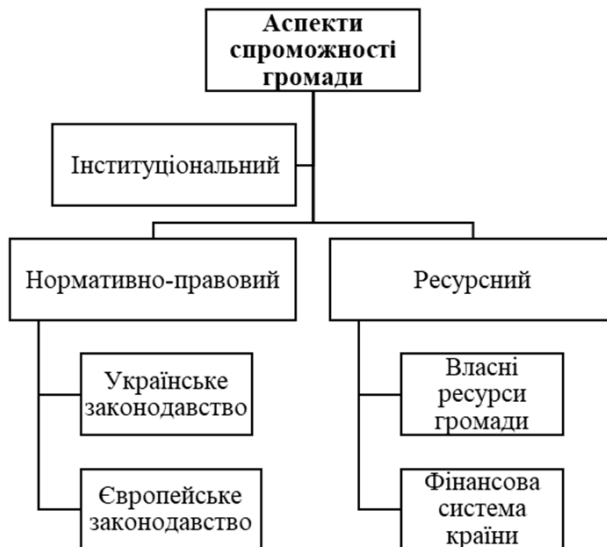 Аспекти
спроможності
громади
Інституціональний
Нормативно-правовий
Ресурсний
Українське
законодавство
Власні
ресурси
громади
Європейське
законодавство
Фінансова
система
країни